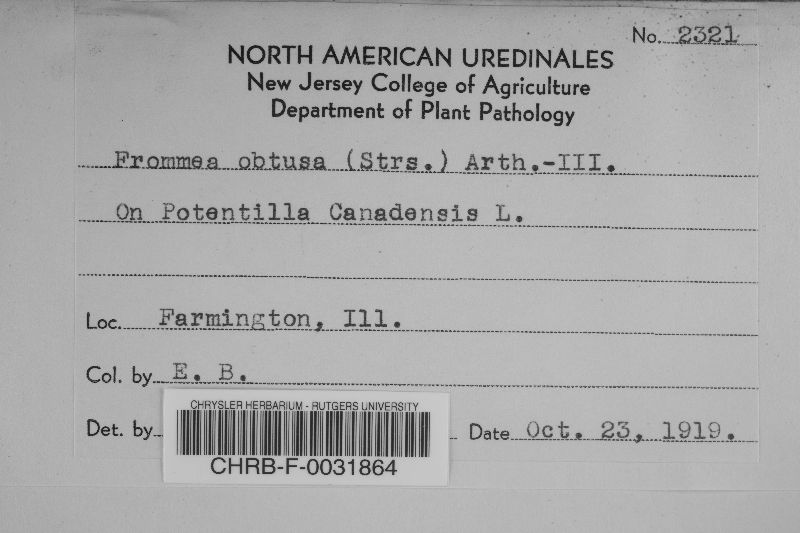 No. 2321
NORTH AMERICAN UREDINALES
New Jersey College of Agriculture
Department of Plant Pathology
Frommea obtusa (Strs.) Arth.-III.
On Potentilla Canadensis L.
Loc. Farmington, Ill.
Col. by E. B.
Det. by
Date Oct. 23, 1919.
CHRYSLER HERBARIUM - RUTGERS UNIVERSITY
CHRB-F-0031864